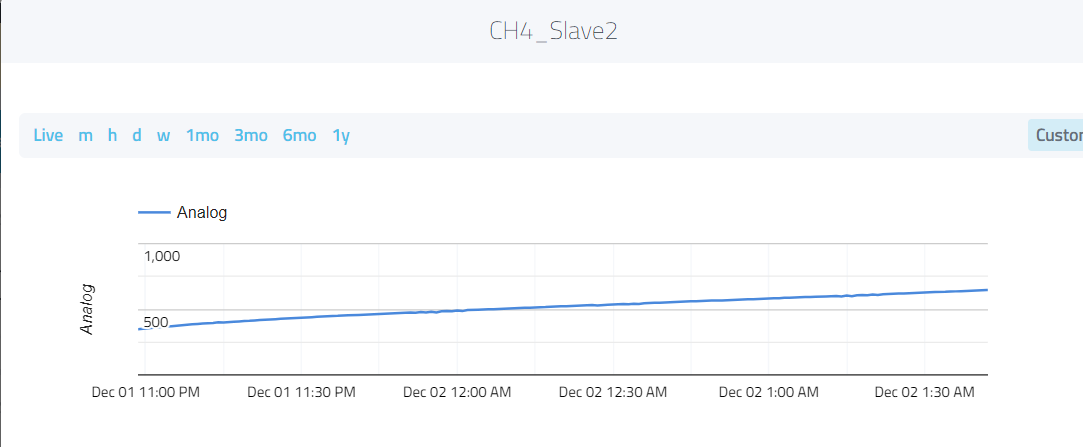 CH4_Slave2
Live m h d w 1mo 3mo 6mo 1y
Analog
1,000
500
Analog
Dec 01 11:00 PM Dec 01 11:30 PM Dec 02 12:00 AM Dec 02 12:30 AM Dec 02 1:00 AM Dec 02 1:30 AM